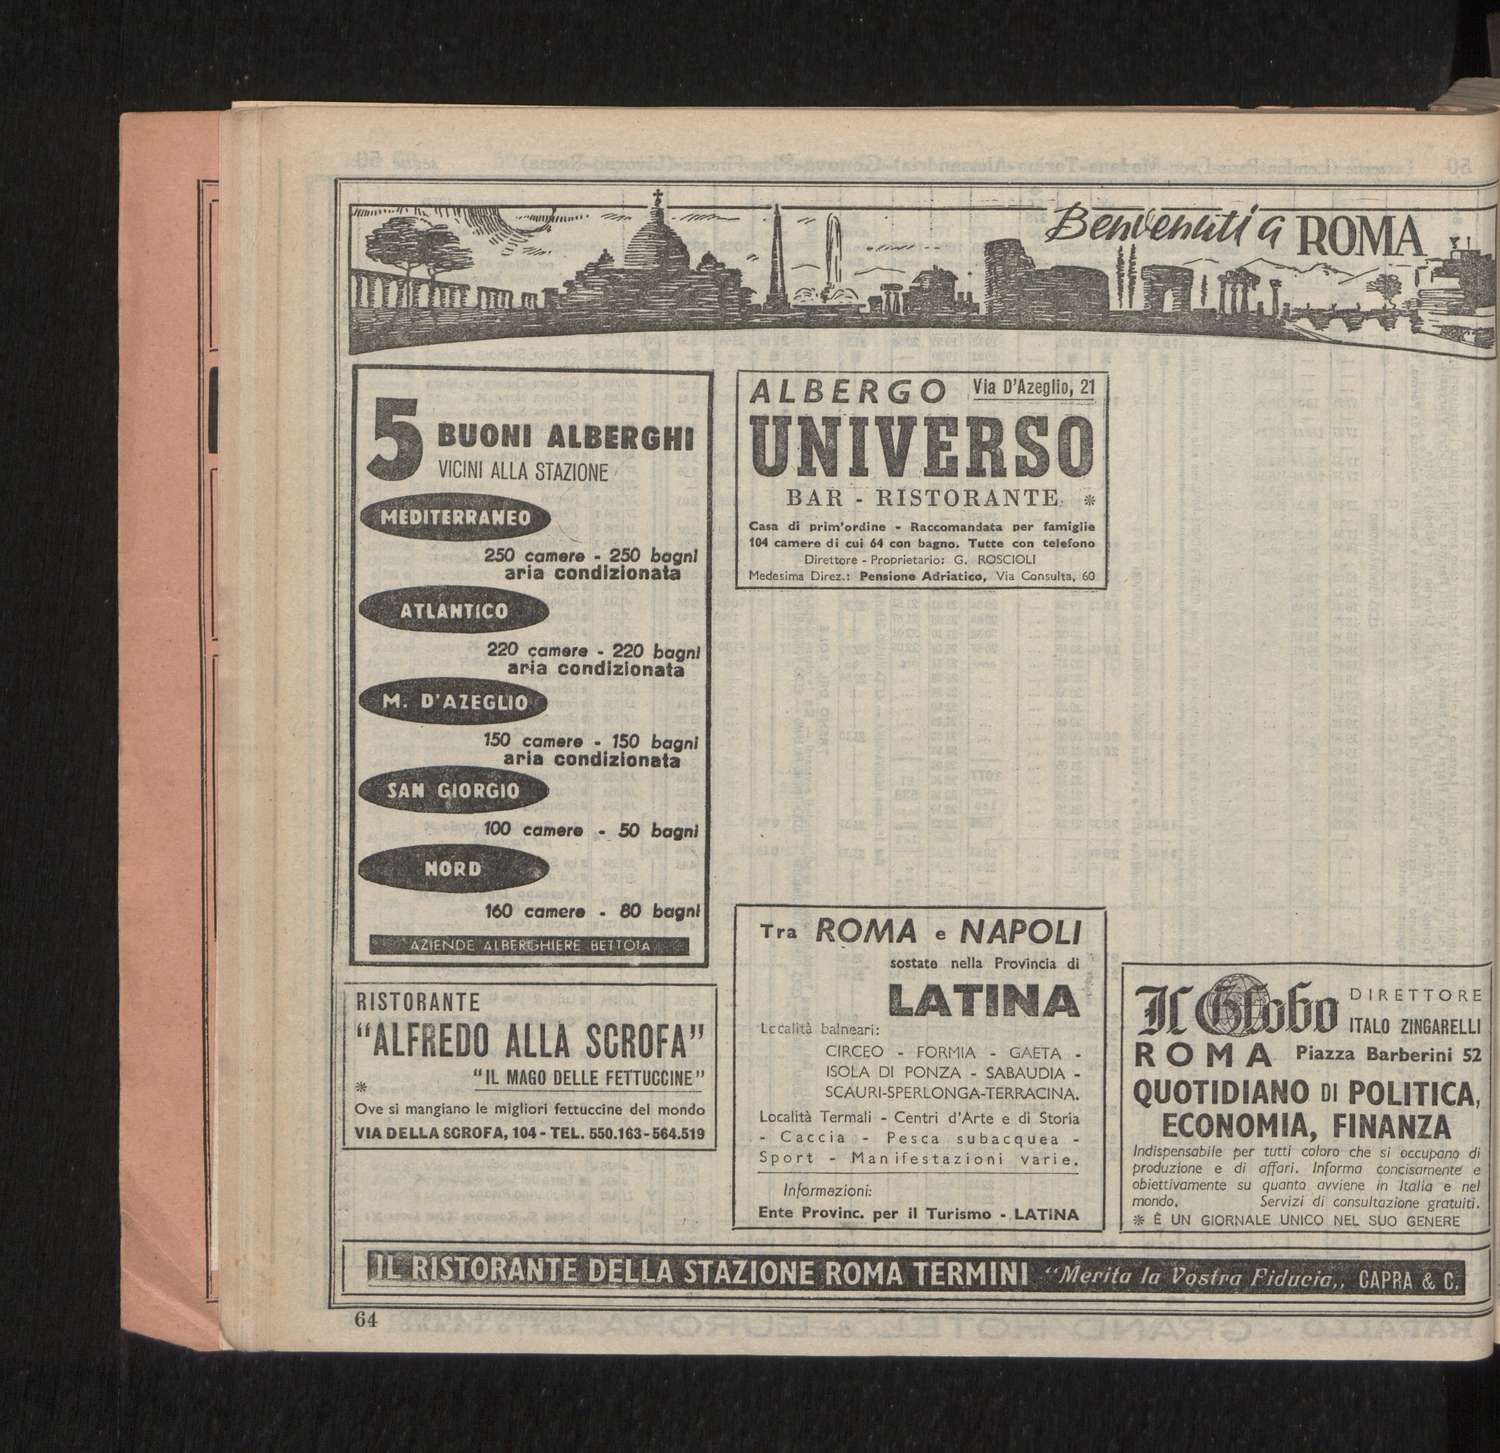 Benvenuti a ROMA
5 BUONI ALBERGHI
VICINI ALLA STAZIONE
MEDITERRANEO
250 camere - 250 bagni
aria condizionata
ATLANTICO
220 camere - 220 bagni
aria condizionata
M. D'AZEGLIO
150 camere - 150 bagni
aria condizionata
SAN GIORGIO
100 camere - 50 bagni
NORD
160 camere - 80 bagni
AZIENDE ALBERGHIERE BETTOJA
RISTORANTE
"ALFREDO ALLA SCROFA"
"IL MAGO DELLE FETTUCCINE"
Ove si mangiano le migliori fettuccine del mondo
VIA DELLA SCROFA, 104 - TEL. 550.163-564.519
ALBERGO Via D'Azeglio, 21
UNIVERSO
BAR - RISTORANTE
Casa di prim'ordine - Raccomandata per famiglie
104 camere di cui 64 con bagno. Tutte con telefono
Direttore - Proprietario: G. ROSCIOLI
Medesima Direz.: Pensione Adriatico, Via Consulta, 60
Tra ROMA e NAPOLI
sostate nella Provincia di
LATINA
Località balneari:
CIRCEO - FORMIA - GAETA -
ISOLA DI PONZA - SABAUDIA -
SCAURI-SPERLONGA-TERRACINA.
Località Termali - Centri d'Arte e di Storia
- Caccia - Pesca subacquea -
Sport - Manifestazioni varie.
Informazioni:
Ente Provinc. per il Turismo - LATINA
Il Globo DIRETTORE
ITALO ZINGARELLI
ROMA Piazza Barberini 52
QUOTIDIANO DI POLITICA,
ECONOMIA, FINANZA
Indispensabile per tutti coloro che si occupano di
produzione e di affari. Informa concisamente e
obiettivamente su quanto avviene in Italia e nel
mondo. Servizi di consultazione gratuiti.
È UN GIORNALE UNICO NEL SUO GENERE
IL RISTORANTE DELLA STAZIONE ROMA TERMINI "Merita la Vostra Fiducia,, CAPRA & C.
64